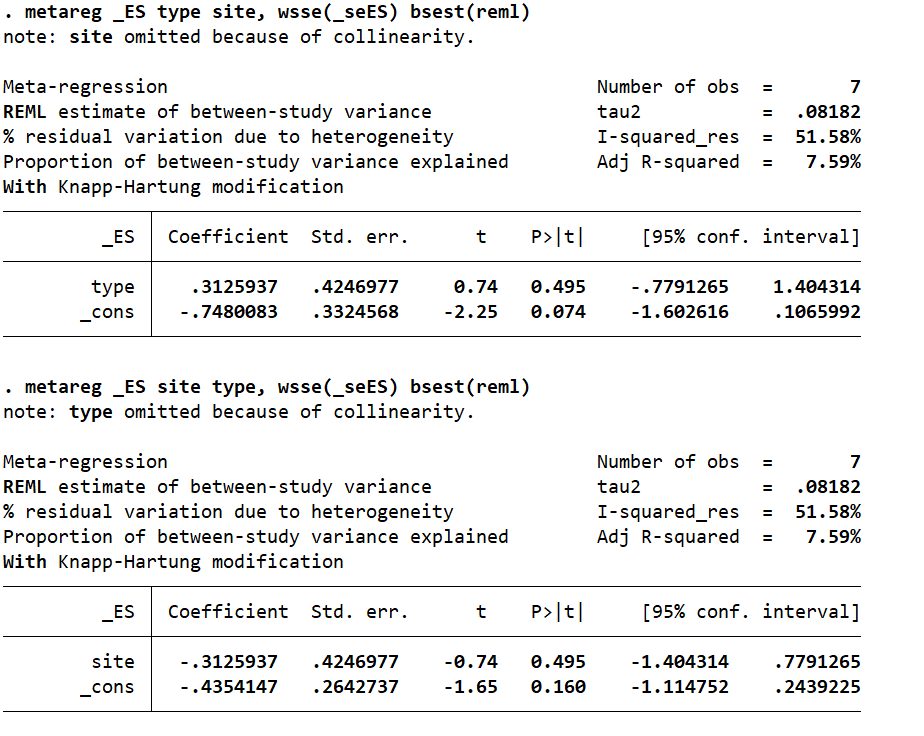 . metareg _ES type site, wsse(_seES) bsest(reml)
note: site omitted because of collinearity.
Meta-regression Number of obs = 7
REML estimate of between-study variance tau2 = .08182
% residual variation due to heterogeneity I-squared_res = 51.58%
Proportion of between-study variance explained Adj R-squared = 7.59%
With Knapp-Hartung modification
_ES Coefficient Std. err. t P>|t| [95% conf. interval]
type .3125937 .4246977 0.74 0.495 -.7791265 1.404314
_cons -.7480083 .3324568 -2.25 0.074 -1.602616 .1065992
. metareg _ES site type, wsse(_seES) bsest(reml)
note: type omitted because of collinearity.
Meta-regression Number of obs = 7
REML estimate of between-study variance tau2 = .08182
% residual variation due to heterogeneity I-squared_res = 51.58%
Proportion of between-study variance explained Adj R-squared = 7.59%
With Knapp-Hartung modification
_ES Coefficient Std. err. t P>|t| [95% conf. interval]
site -.3125937 .4246977 -0.74 0.495 -1.404314 .7791265
_cons -.4354147 .2642737 -1.65 0.160 -1.114752 .2439225